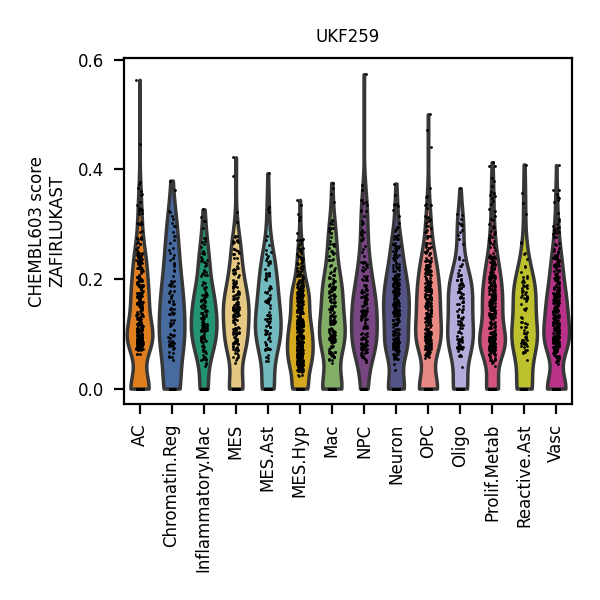 UKF259
CHEMBL603 score
ZAFIRLUKAST
0.6
0.4
0.2
0.0
AC
Chromatin.Reg
Inflammatory.Mac
MES
MES.Ast
MES.Hyp
Mac
NPC
Neuron
OPC
Oligo
Prolif.Metab
Reactive.Ast
Vasc